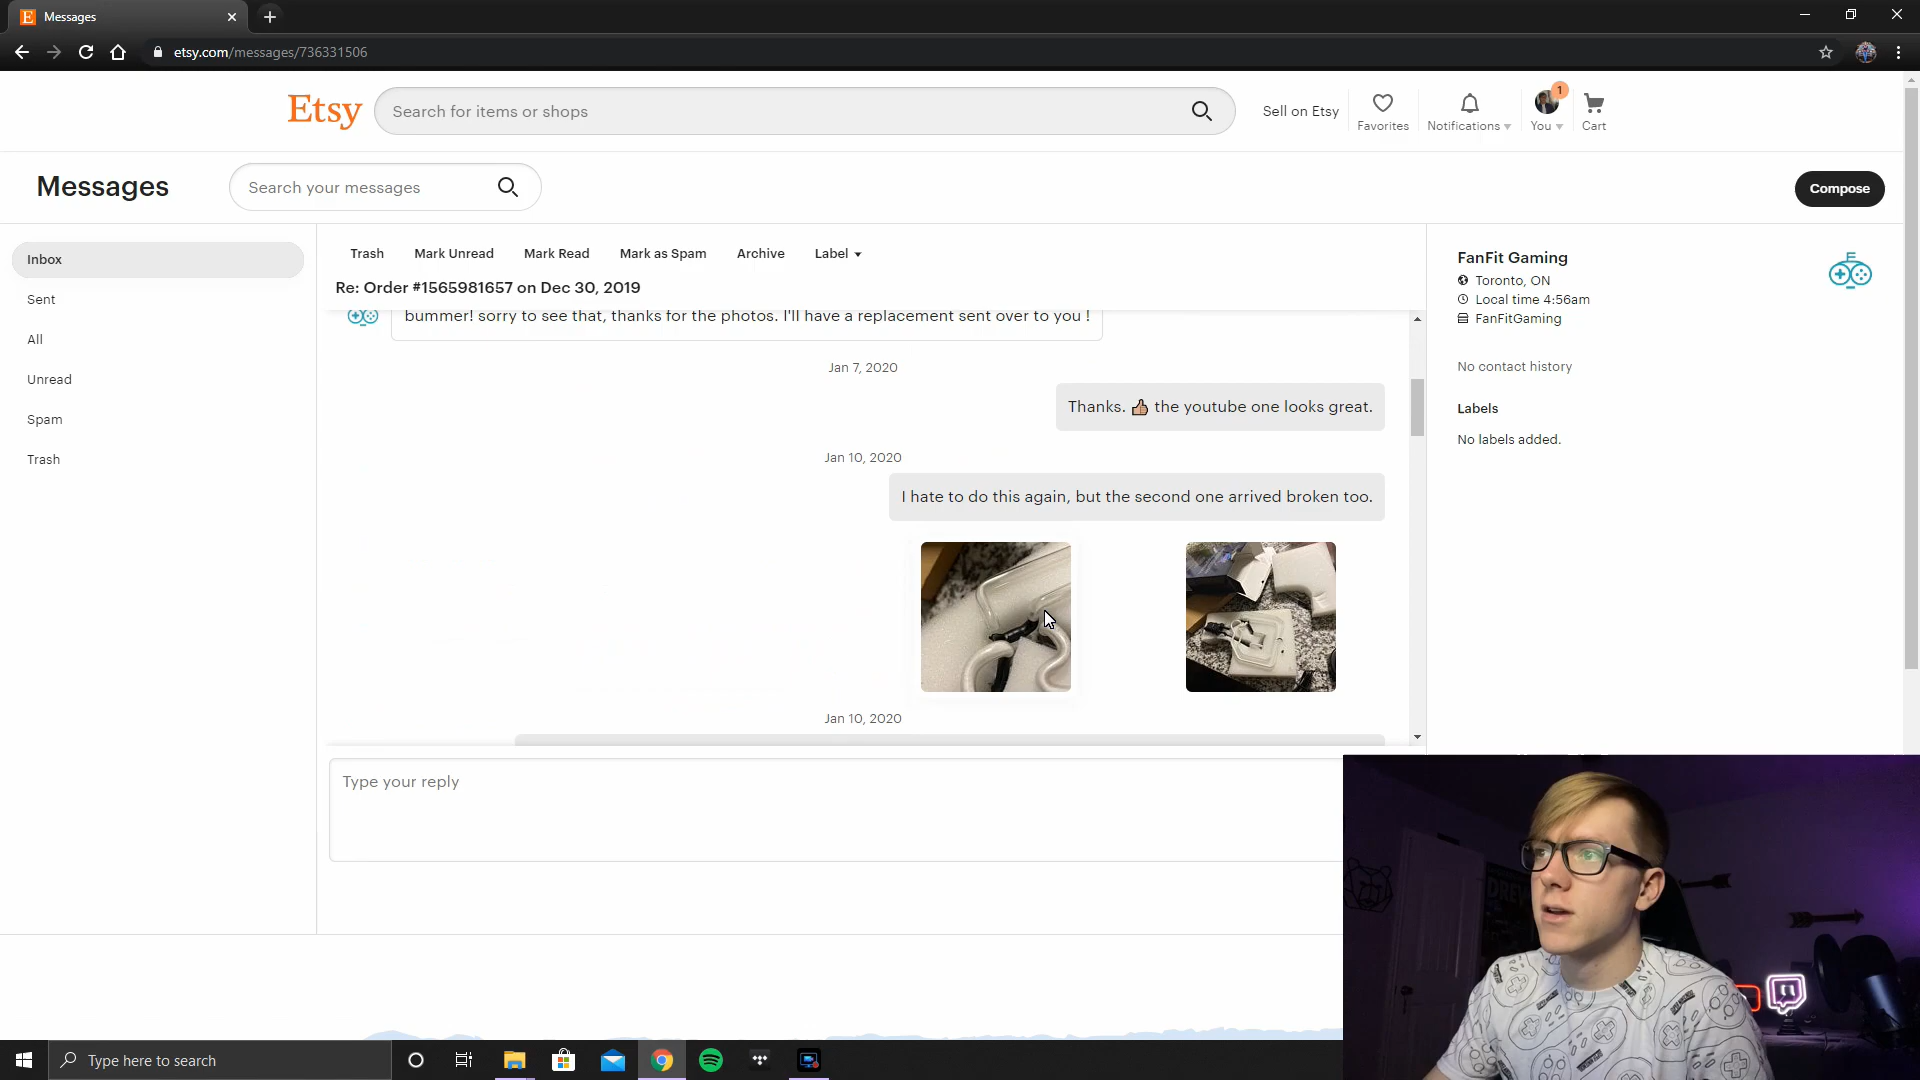 Messages
etsy.com/messages/736331506
Etsy
Search for items or shops
Sell on Etsy
Favorites
Notifications
1
You
Cart
Messages
Search your messages
Compose
Inbox
Sent
All
Unread
Spam
Trash
Trash Mark Unread Mark Read Mark as Spam Archive Label
Re: Order #1565981657 on Dec 30, 2019
bummer! sorry to see that, thanks for the photos. I'll have a replacement sent over to you !
Jan 7, 2020
Thanks. 👍🏼 the youtube one looks great.
Jan 10, 2020
I hate to do this again, but the second one arrived broken too.
Jan 10, 2020
Type your reply
FanFit Gaming
Toronto, ON
Local time 4:56am
FanFitGaming
No contact history
Labels
No labels added.
Type here to search